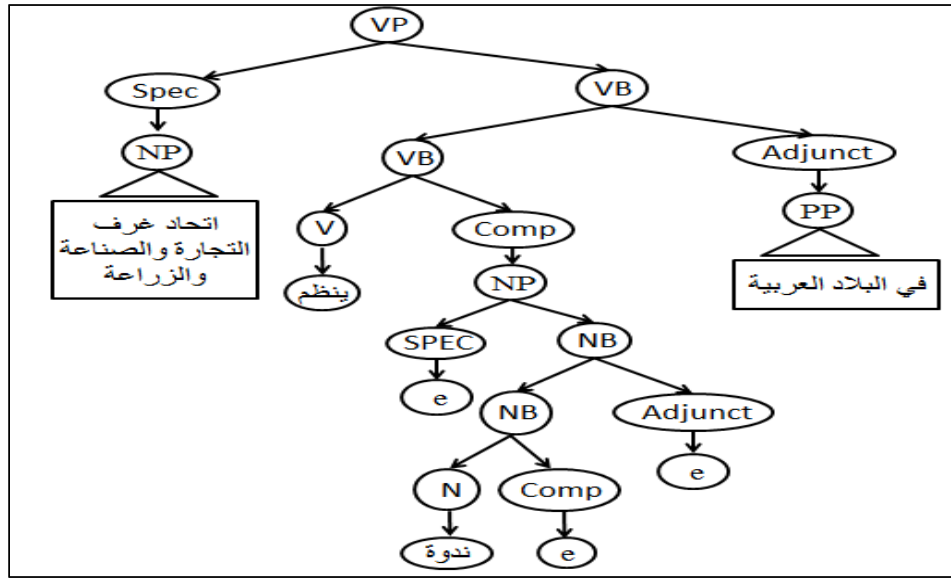 VP
Spec
VB
NP
VB
Adjunct
اتحاد غرف
التجارة والصناعة
والزراعة
V
Comp
PP
ينظم
NP
في البلاد العربية
SPEC
NB
e
NB
Adjunct
e
N
Comp
ندوة
e